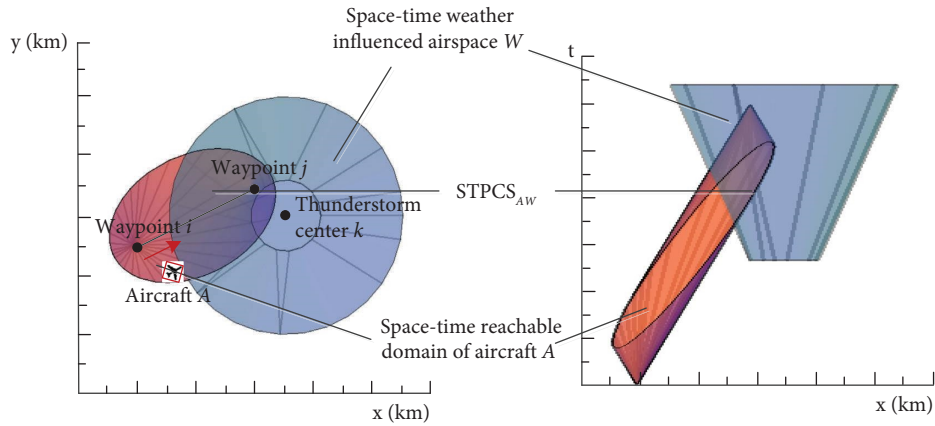 Space-time weather
influenced airspace W
y (km)
t
Waypoint j
STPCS_AW
Thunderstorm
center k
Waypoint i
Aircraft A
Space-time reachable
domain of aircraft A
x (km)
x (km)